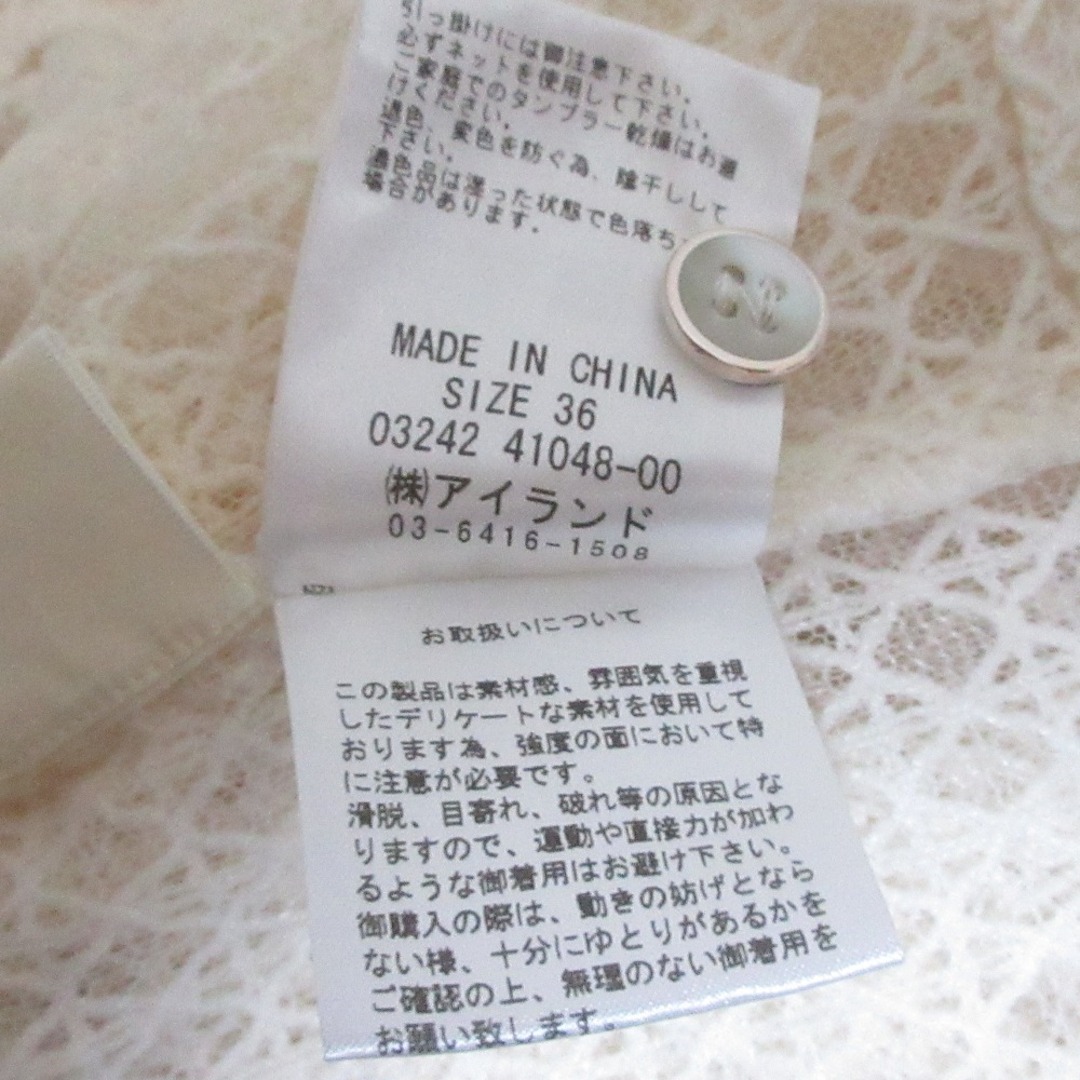 引っ掛けには御注意下さい。
必ずネットを使用して下さい。
ご家庭でのタンブラー乾燥はお避
けください。
退色、変色を防ぐ為、陰干しして
下さい。
濃色品は湿った状態で色落ち
場合があります。
MADE IN CHINA
SIZE 36
03242 41048-00
㈱アイランド
03-6416-1508
お取扱いについて
この製品は素材感、雰囲気を重視
したデリケートな素材を使用して
おります為、強度の面において特
に注意が必要です。
滑脱、目寄れ、破れ等の原因とな
りますので、運動や直接力が加わ
るような御着用はお避け下さい。
御購入の際は、動きの妨げとなら
ない様、十分にゆとりがあるかを
ご確認の上、無理のない御着用を
お願い致します。